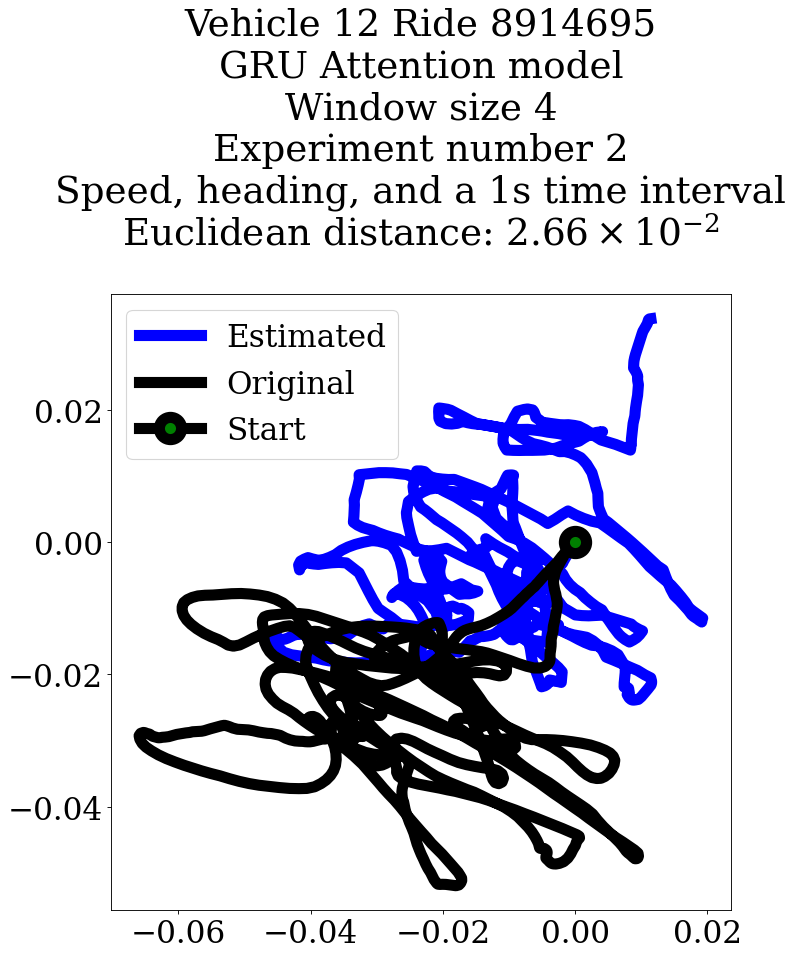 Vehicle 12 Ride 8914695
GRU Attention model
Window size 4
Experiment number 2
Speed, heading, and a 1s time interval
Euclidean distance: 2.66 × 10⁻²
Estimated
Original
Start
0.02
0.00
−0.02
−0.04
−0.06 −0.04 −0.02 0.00 0.02